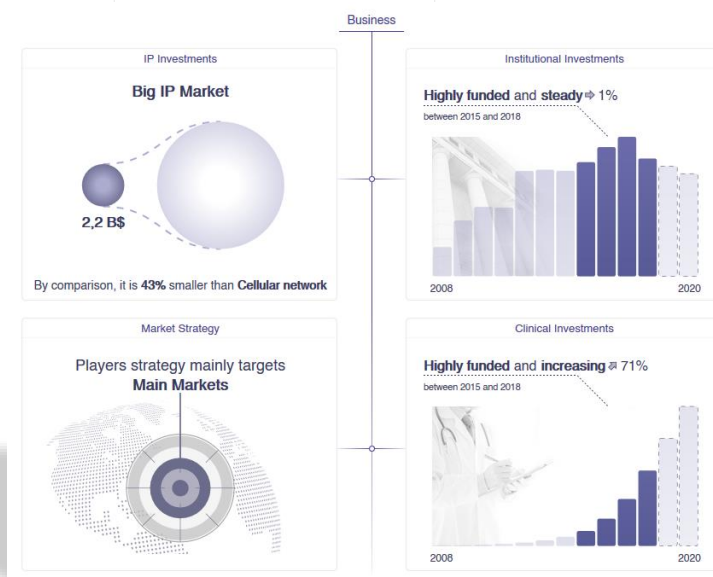 Business
IP Investments
Big IP Market
2,2 B$
By comparison, it is 43% smaller than Cellular network
Institutional Investments
Highly funded and steady ⇨ 1%
between 2015 and 2018
2008
2020
Market Strategy
Players strategy mainly targets
Main Markets
Clinical Investments
Highly funded and increasing ⬀ 71%
between 2015 and 2018
2008
2020